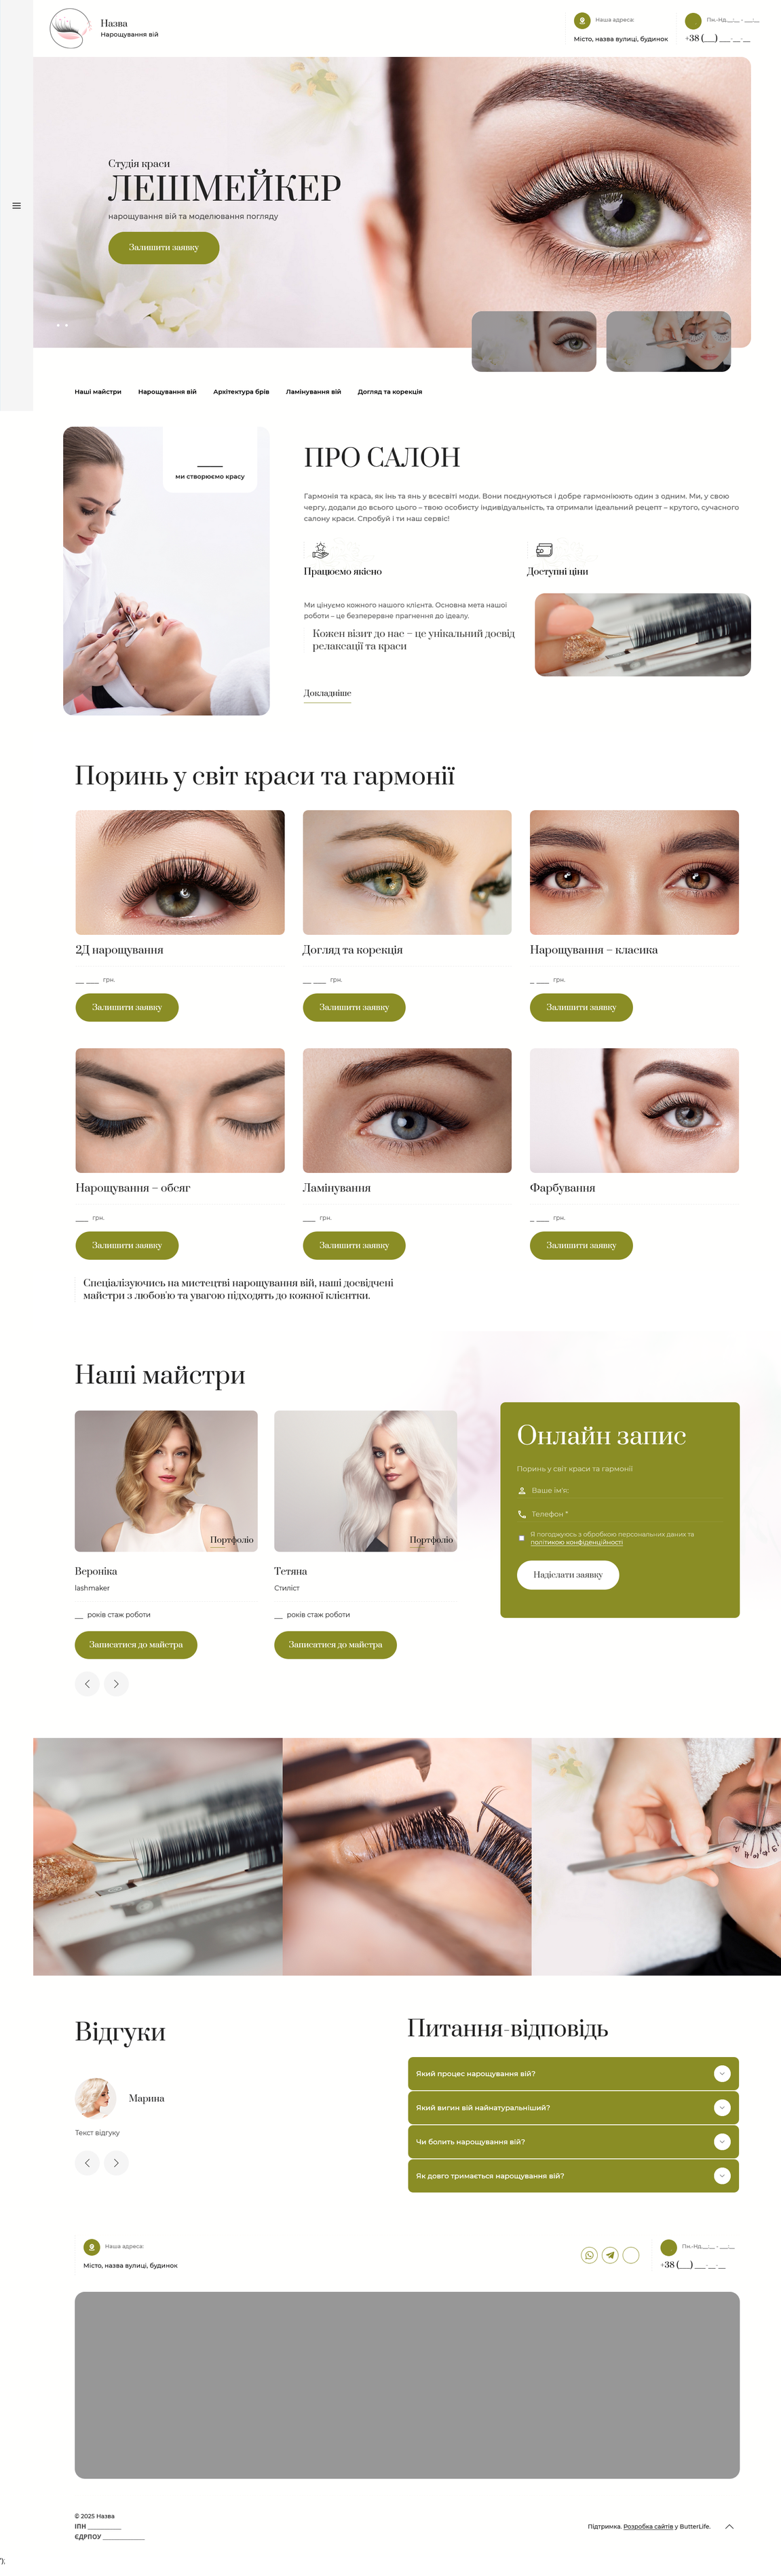 Назва
Нарощування вій
Наша адреса:
Місто, назва вулиці, будинок
Пн.-Нд.__:__ - __:__
+38 (___) ___-__-__
Студія краси
ЛЕШМЕЙКЕР
нарощування вій та моделювання погляду
Залишити заявку
Наші майстри Нарощування вій Архітектура брів Ламінування вій Догляд та корекція
ми створюємо красу
ПРО САЛОН
Гармонія та краса, як інь та янь у всесвіті моди. Вони поєднуються і добре гармоніюють один з одним. Ми, у свою
чергу, додали до всього цього – твою особисту індивідуальність, та отримали ідеальний рецепт – крутого, сучасного
салону краси. Спробуй і ти наш сервіс!
Працюємо якісно
Доступні ціни
Ми цінуємо кожного нашого клієнта. Основна мета нашої
роботи – це безперервне прагнення до ідеалу.
Кожен візит до нас – це унікальний досвід
релаксації та краси
Докладніше
Поринь у світ краси та гармонії
2Д нарощування
__ ___ грн.
Залишити заявку
Догляд та корекція
__ ___ грн.
Залишити заявку
Нарощування – класика
_ ___ грн.
Залишити заявку
Нарощування – обсяг
___ грн.
Залишити заявку
Ламінування
___ грн.
Залишити заявку
Фарбування
_ ___ грн.
Залишити заявку
Спеціалізуючись на мистецтві нарощування вій, наші досвідчені
майстри з любов'ю та увагою підходять до кожної клієнтки.
Наші майстри
Портфоліо
Вероніка
lashmaker
__ років стаж роботи
Записатися до майстра
Портфоліо
Тетяна
Стиліст
__ років стаж роботи
Записатися до майстра
Онлайн запис
Поринь у світ краси та гармонії
Ваше ім'я:
Телефон *
Я погоджуюсь з обробкою персональних даних та
політикою конфіденційності
Надіслати заявку
Відгуки
Марина
Текст відгуку
Питання-відповідь
Який процес нарощування вій?
Який вигин вій найнатуральніший?
Чи болить нарощування вій?
Як довго тримається нарощування вій?
Наша адреса:
Місто, назва вулиці, будинок
Пн.-Нд.__:__ - __:__
+38 (___) ___-__-__
© 2025 Назва
ІПН __________
ЄДРПОУ ____________
Підтримка. Розробка сайтів у ButterLife.
');